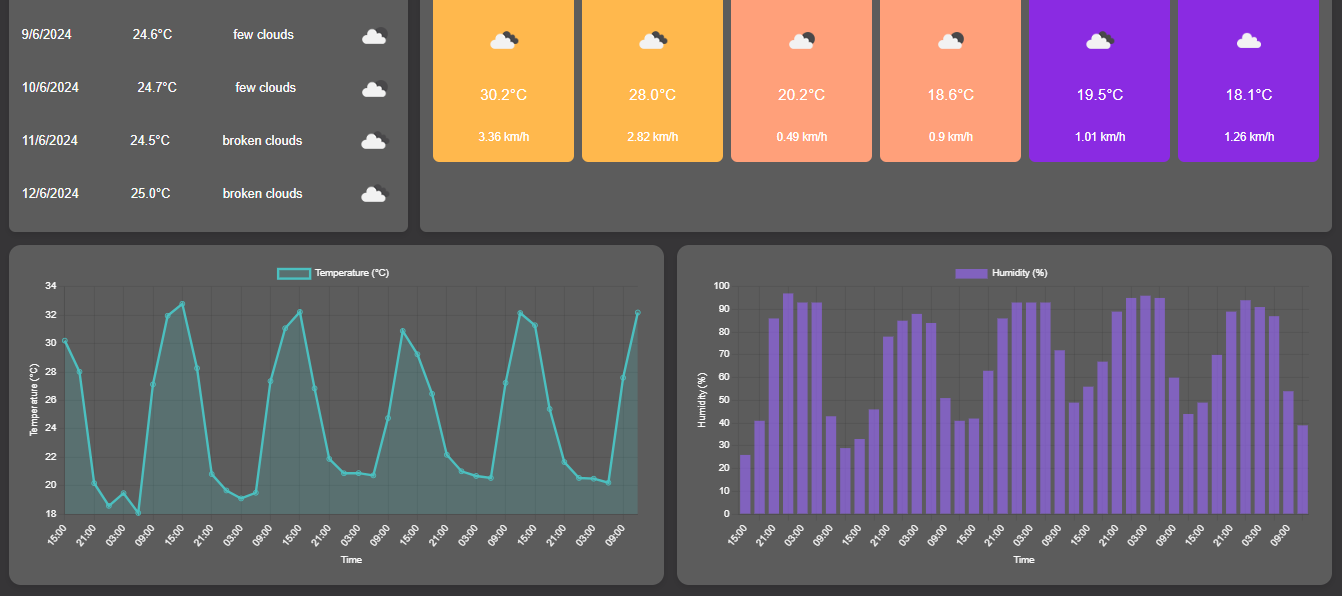 9/6/2024 24.6°C few clouds
10/6/2024 24.7°C few clouds
11/6/2024 24.5°C broken clouds
12/6/2024 25.0°C broken clouds
30.2°C 28.0°C 20.2°C 18.6°C 19.5°C 18.1°C
3.36 km/h 2.82 km/h 0.49 km/h 0.9 km/h 1.01 km/h 1.26 km/h
Temperature (°C)
34
32
30
28
26
24
22
20
18
Temperature (°C)
15:00 21:00 03:00 09:00 15:00 21:00 03:00 09:00 15:00 21:00 03:00 09:00 15:00 21:00 03:00 09:00 15:00 21:00 03:00 09:00
Time
Humidity (%)
100
90
80
70
60
50
40
30
20
10
0
Humidity (%)
15:00 21:00 03:00 09:00 15:00 21:00 03:00 09:00 15:00 21:00 03:00 09:00 15:00 21:00 03:00 09:00 15:00 21:00 03:00 09:00
Time